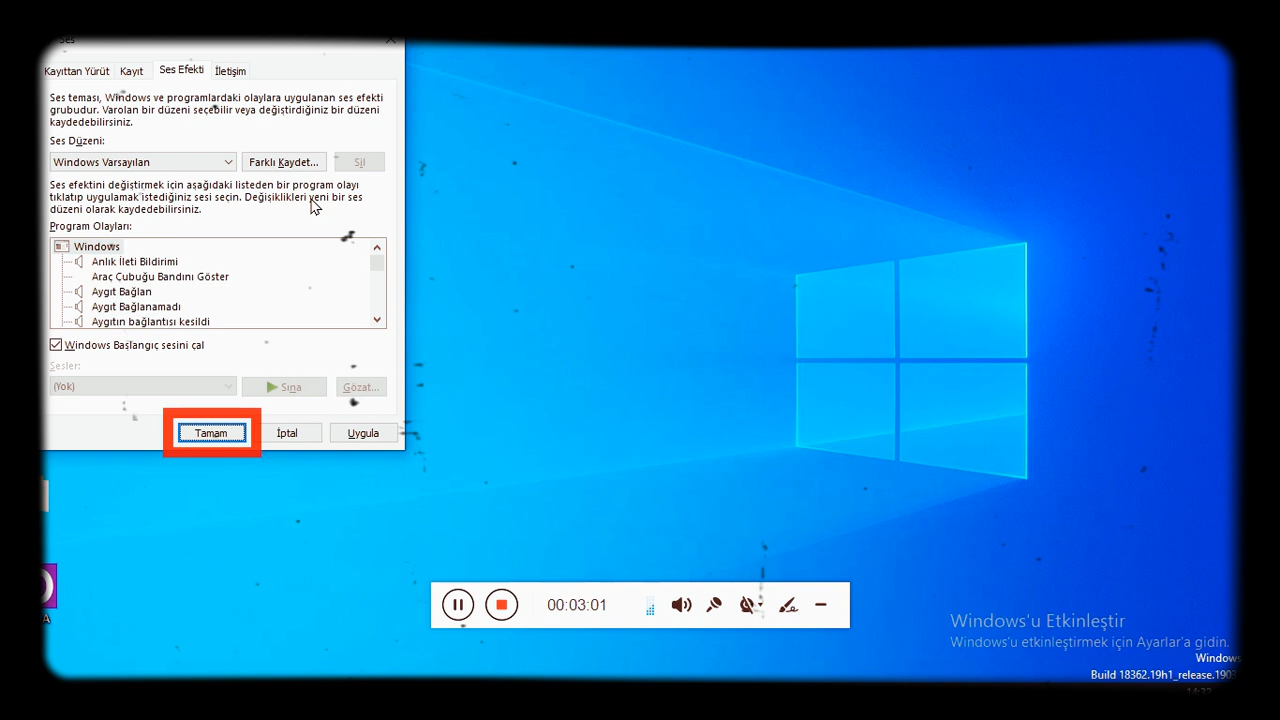 Ses
Kayıttan Yürüt Kayıt Ses Efekti İletişim
Ses teması, Windows ve programlardaki olaylara uygulanan ses efekti
grubudur. Varolan bir düzeni seçebilir veya değiştirdiğiniz bir düzeni
kaydedebilirsiniz.
Ses Düzeni:
Windows Varsayılan Farklı Kaydet... Sil
Ses efektini değiştirmek için aşağıdaki listeden bir program olayı
tıklatıp uygulamak istediğiniz sesi seçin. Değişiklikleri yeni bir ses
düzeni olarak kaydedebilirsiniz.
Program Olayları:
Windows
Anlık İleti Bildirimi
Araç Çubuğu Bandını Göster
Aygıt Bağlan
Aygıt Bağlanamadı
Aygıtın bağlantısı kesildi
Windows Başlangıç sesini çal
Sesler:
(Yok) Sına Gözat...
Tamam İptal Uygula
A
00:03:01
Windows'u Etkinleştir
Windows'u etkinleştirmek için Ayarlar'a gidin.
Windows
Build 18362.19h1_release.1903
14:32